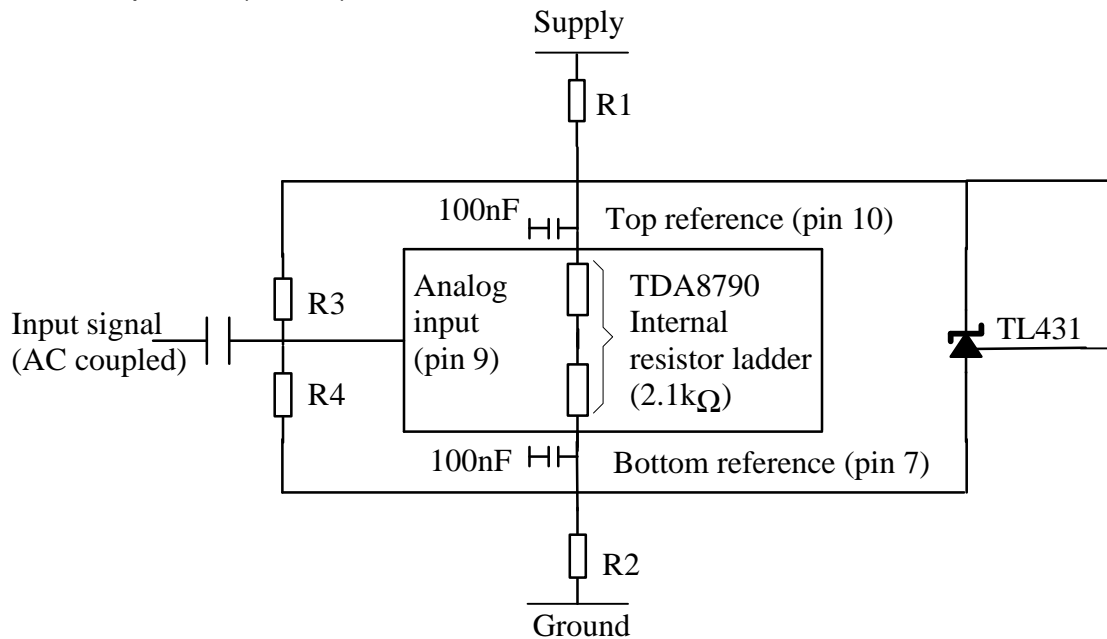 Supply
R1
100nF
Top reference (pin 10)
R3
Analog
input
(pin 9)
TDA8790
Internal
resistor ladder
(2.1kΩ)
Input signal
(AC coupled)
TL431
R4
100nF
Bottom reference (pin 7)
R2
Ground